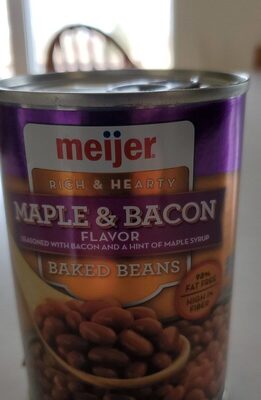 meijer
RICH & HEARTY
MAPLE & BACON
FLAVOR
SEASONED WITH BACON AND A HINT OF MAPLE SYRUP
BAKED BEANS
98%
FAT FREE
HIGH IN
FIBER